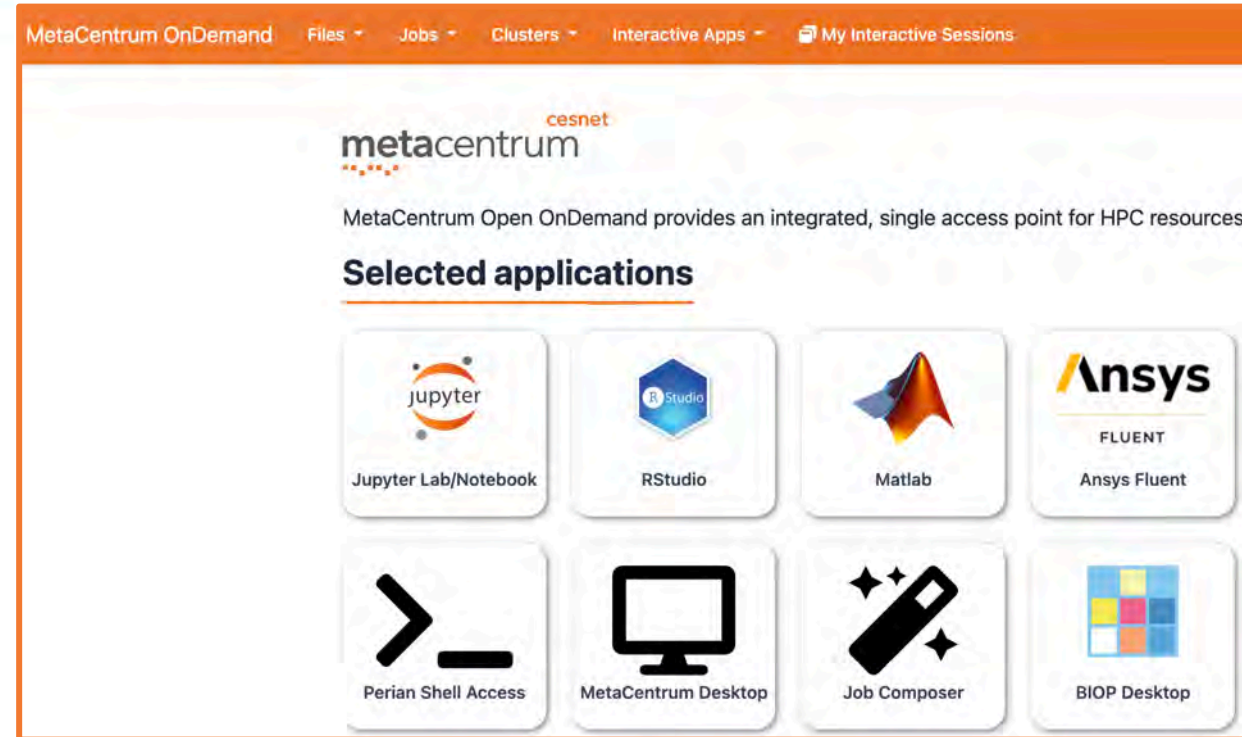 MetaCentrum OnDemand Files Jobs Clusters Interactive Apps My Interactive Sessions
cesnet
metacentrum
MetaCentrum Open OnDemand provides an integrated, single access point for HPC resources
Selected applications
jupyter R Studio Ansys
FLUENT
Jupyter Lab/Notebook RStudio Matlab Ansys Fluent
Perian Shell Access MetaCentrum Desktop Job Composer BIOP Desktop